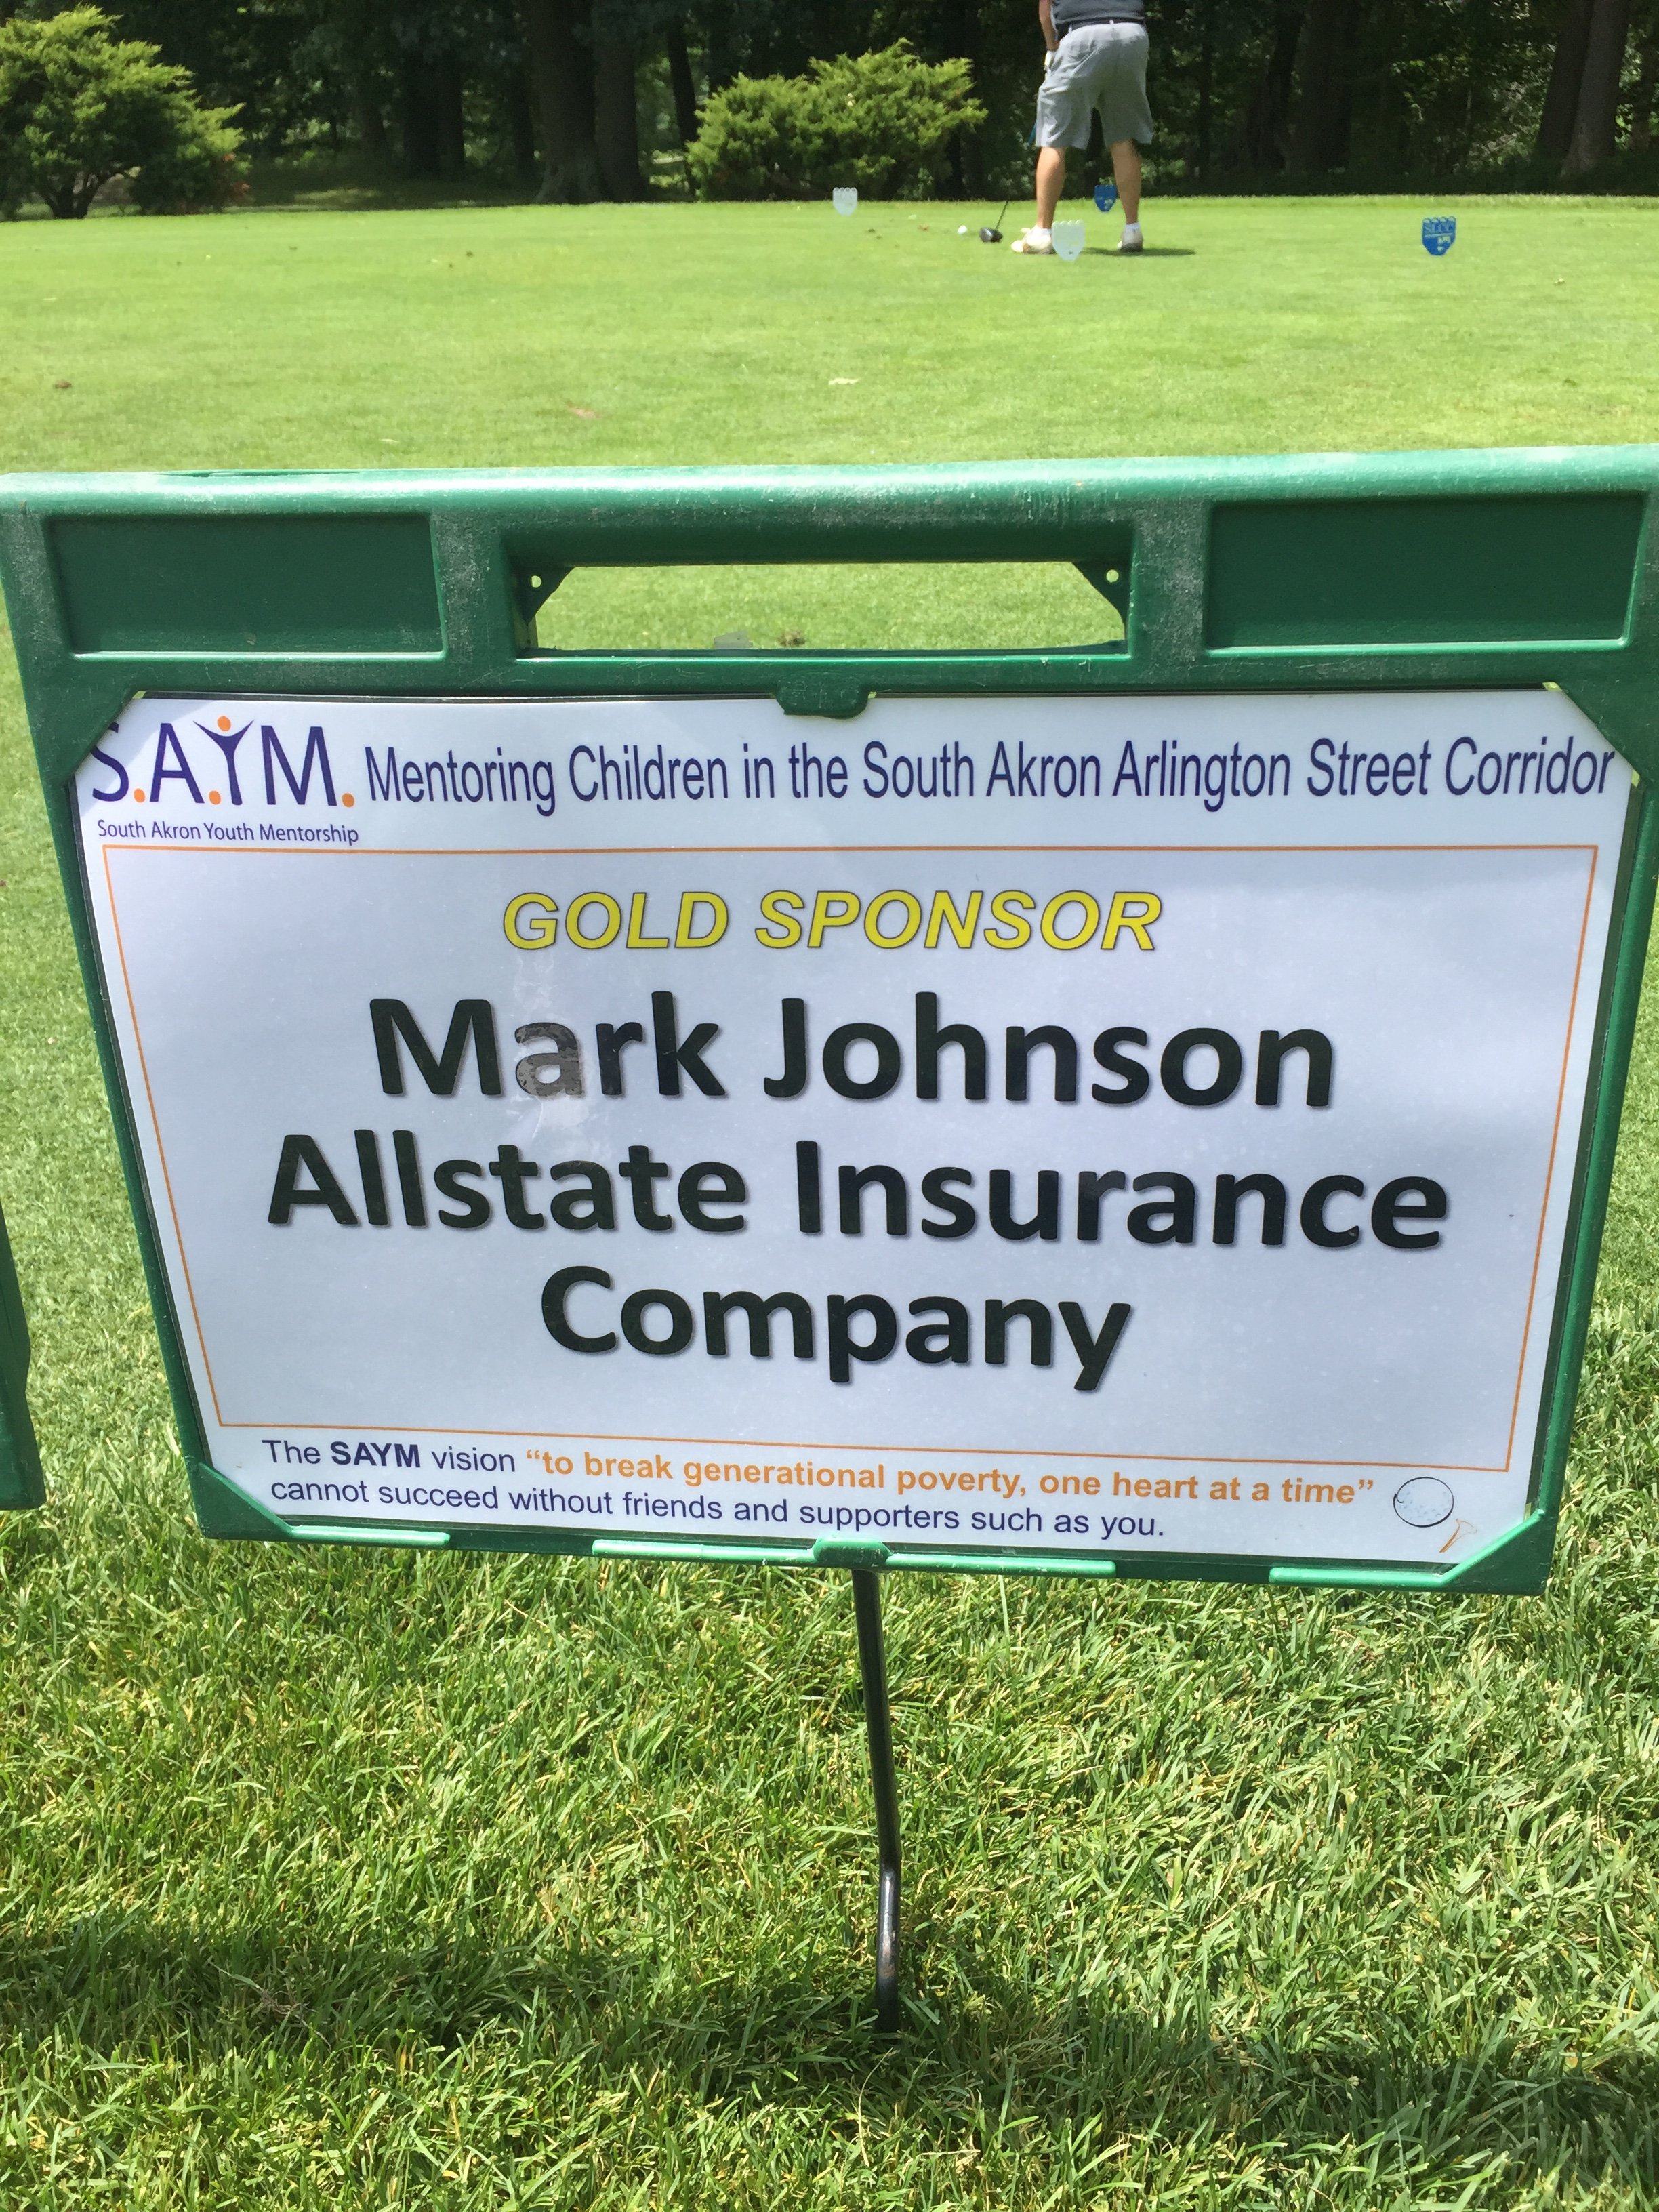 S.A.Y.M. Mentoring Children in the South Akron Arlington Street Corridor
South Akron Youth Mentorship
GOLD SPONSOR
Mark Johnson
Allstate Insurance
Company
The SAYM vision “to break generational poverty, one heart at a time”
cannot succeed without friends and supporters such as you.